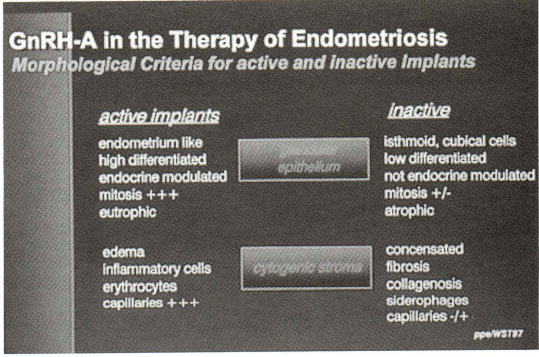 GnRH-A in the Therapy of Endometriosis
Morphological Criteria for active and inactive Implants
active implants
endometrium like
high differentiated
endocrine modulated
mitosis +++
eutrophic
epithelium
inactive
isthmoid, cubical cells
low differentiated
not endocrine modulated
mitosis +/-
atrophic
edema
inflammatory cells
erythrocytes
capillaries +++
cytogenic stroma
concensated
fibrosis
collagenosis
siderophages
capillaries -/+
ppe/WST97